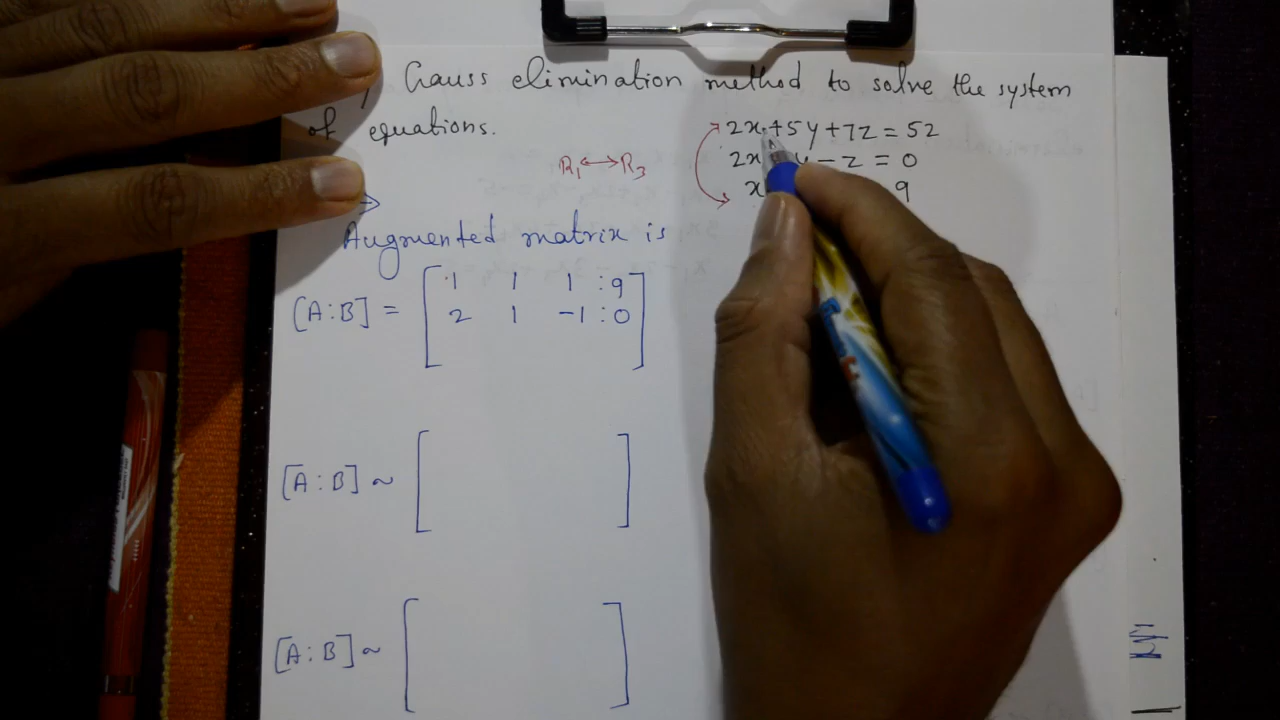 Gauss elimination method to solve the system
of equations.
2x+5y+7z = 52
R₁↔R₃
2x y - z = 0
x 9
Augmented matrix is
[A:B] = [1 1 1 :9
2 1 -1 :0]
[A:B] ~ [ ]
[A:B] ~ [ ]